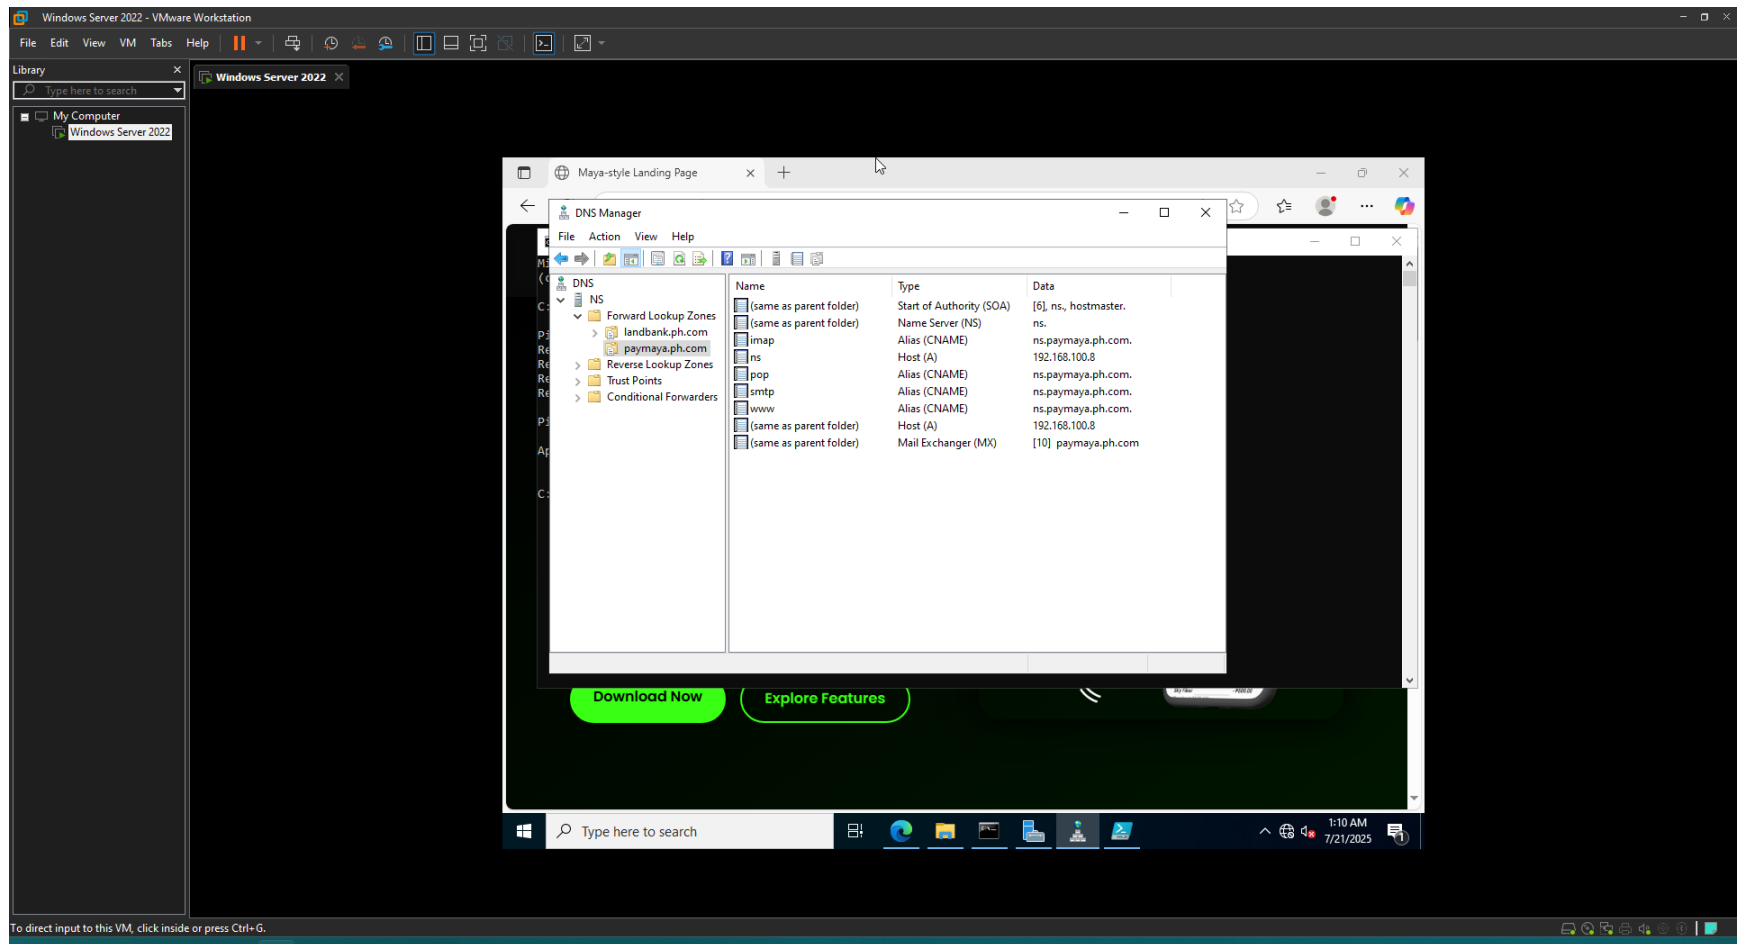 Windows Server 2022 - VMware Workstation
File Edit View VM Tabs Help
Library
Windows Server 2022
Type here to search
My Computer
Windows Server 2022
Maya-style Landing Page
DNS Manager
File Action View Help
DNS
NS
Forward Lookup Zones
landbank.ph.com
paymaya.ph.com
Reverse Lookup Zones
Trust Points
Conditional Forwarders
Name Type Data
(same as parent folder) Start of Authority (SOA) [6], ns., hostmaster.
(same as parent folder) Name Server (NS) ns.
imap Alias (CNAME) ns.paymaya.ph.com.
ns Host (A) 192.168.100.8
pop Alias (CNAME) ns.paymaya.ph.com.
smtp Alias (CNAME) ns.paymaya.ph.com.
www Alias (CNAME) ns.paymaya.ph.com.
(same as parent folder) Host (A) 192.168.100.8
(same as parent folder) Mail Exchanger (MX) [10] paymaya.ph.com
Download Now
Explore Features
Type here to search
1:10 AM
7/21/2025
To direct input to this VM, click inside or press Ctrl+G.